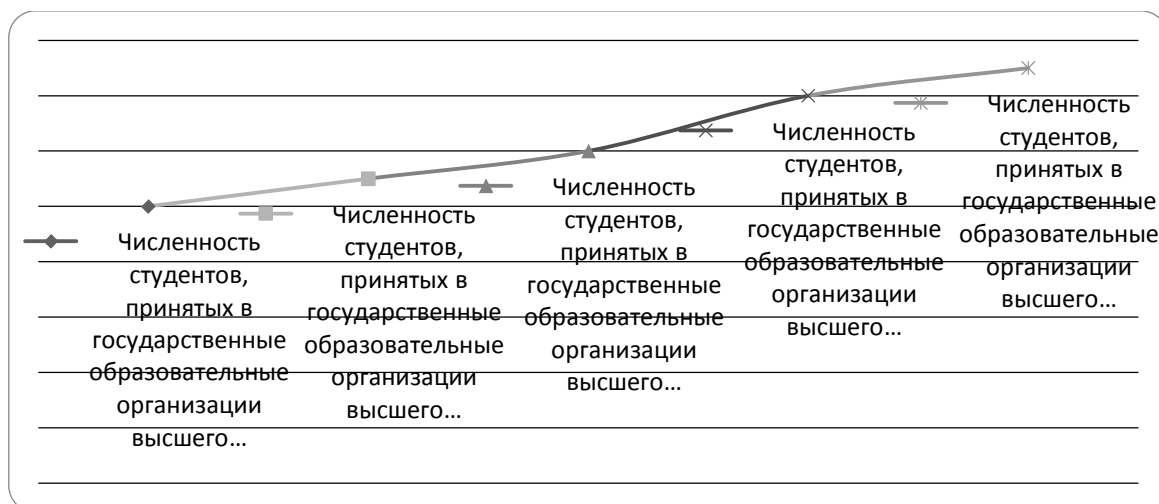 Численность
студентов,
принятых в
государственные
образовательные
организации
высшего…
Численность
студентов,
принятых в
государственные
образовательные
организации
высшего…
Численность
студентов,
принятых в
государственные
образовательные
организации
высшего…
Численность
студентов,
принятых в
государственные
образовательные
организации
высшего…
Численность
студентов,
принятых в
государственные
образовательные
организации
высшего…